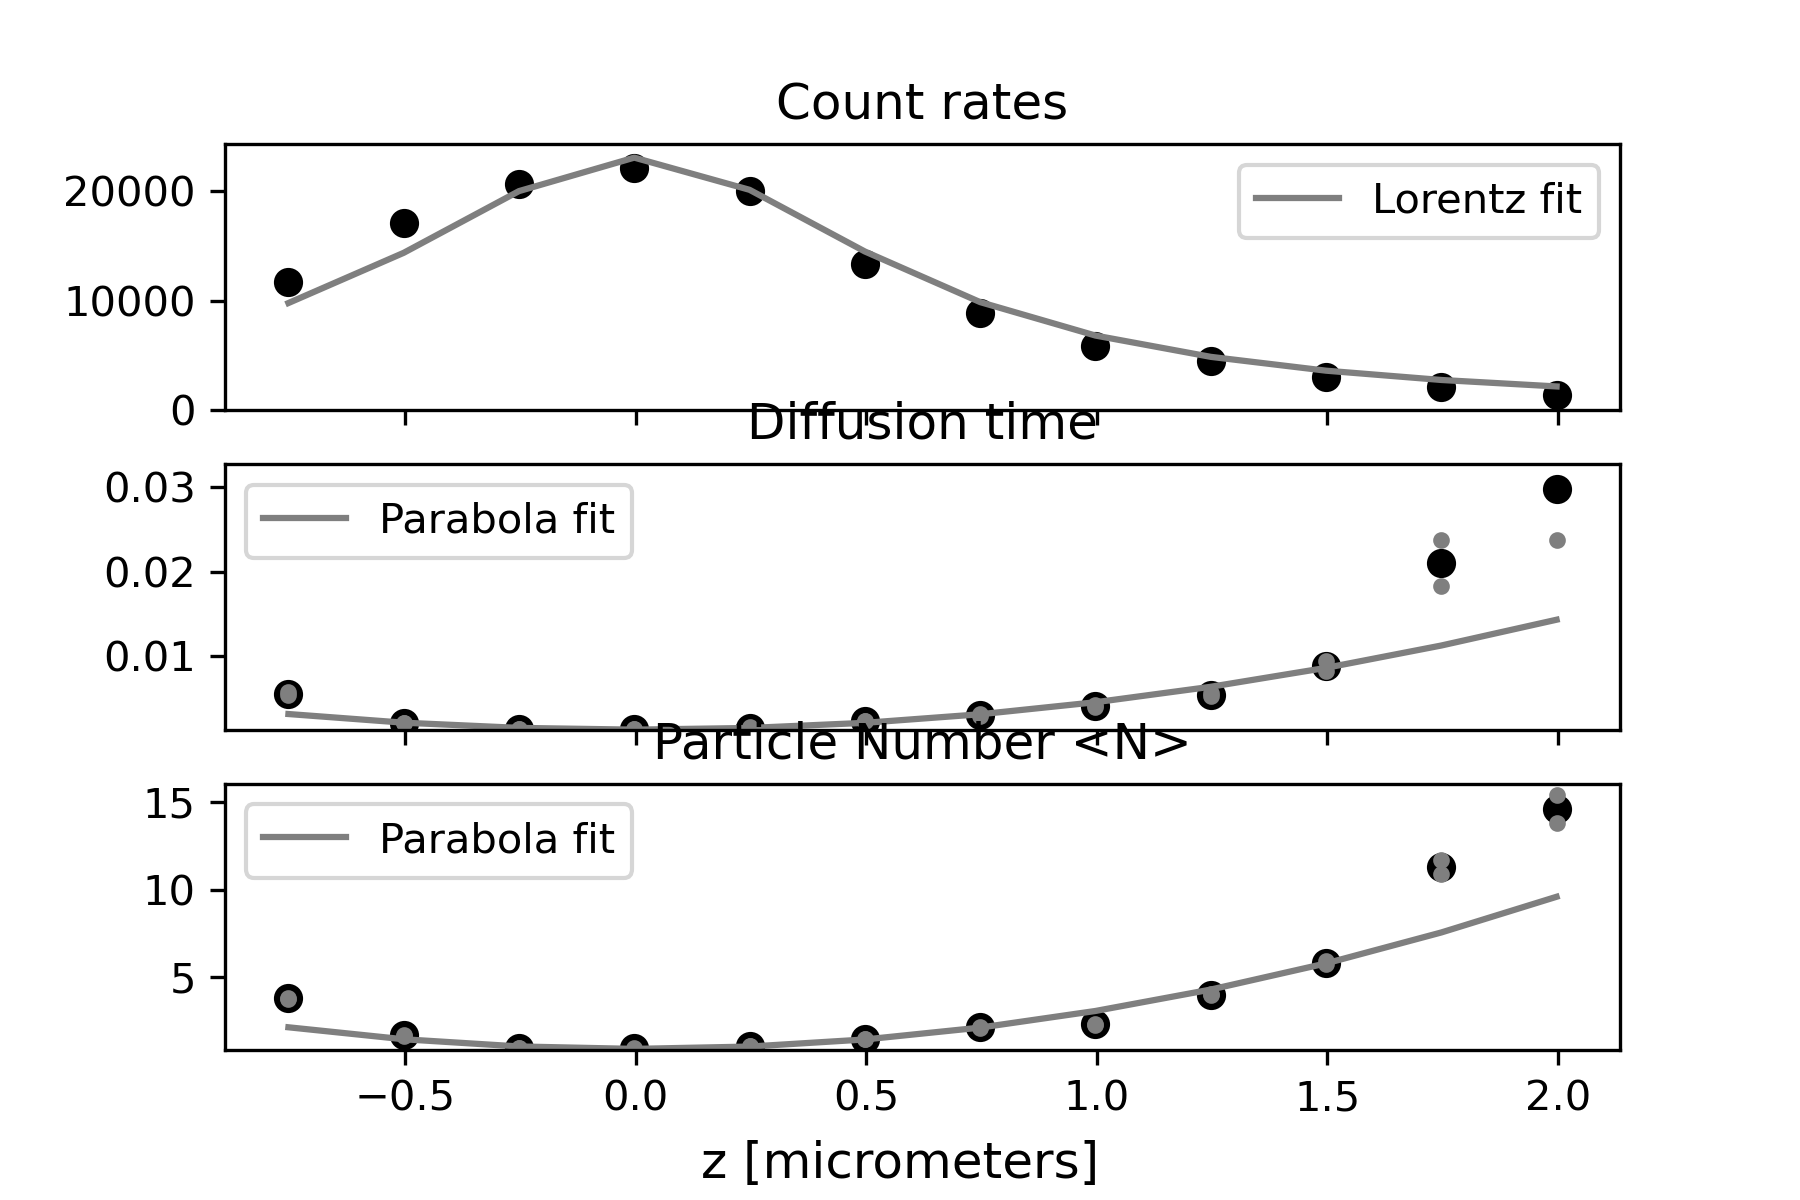 Count rates
20000
10000
0
Lorentz fit
Diffusion time
0.03
0.02
0.01
Parabola fit
Particle Number <N>
15
10
5
Parabola fit
−0.5 0.0 0.5 1.0 1.5 2.0
z [micrometers]